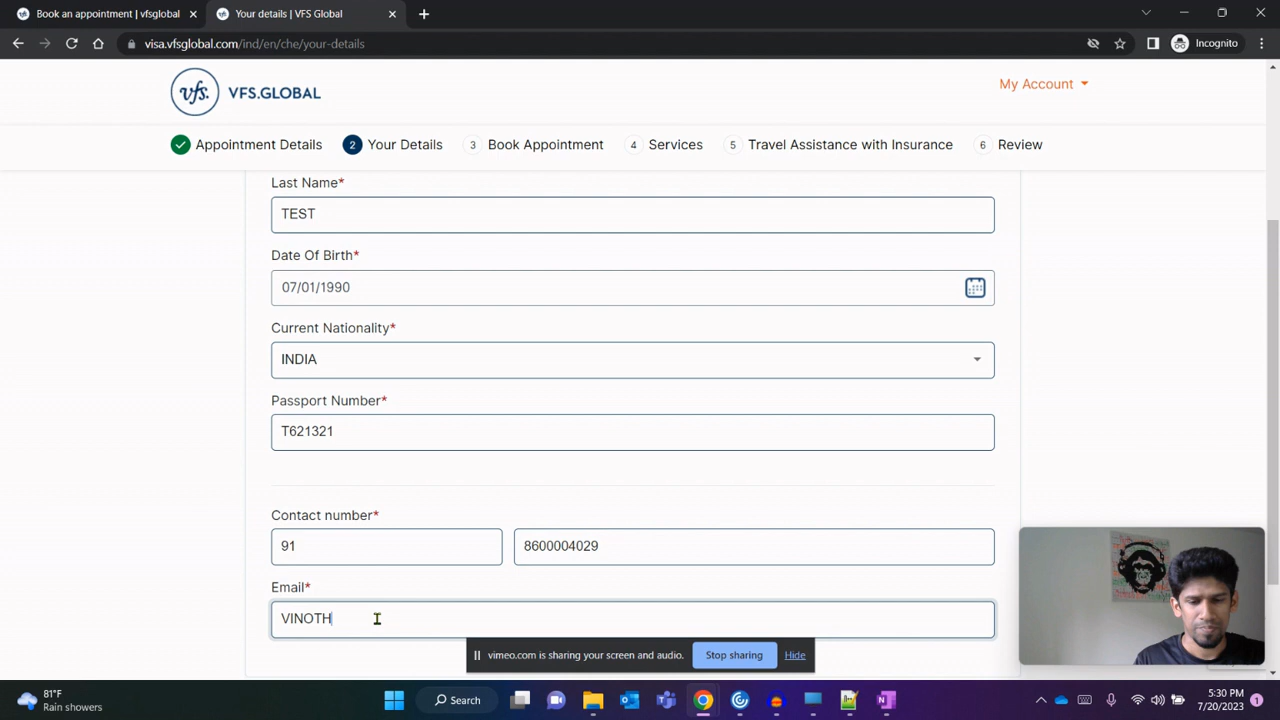 Book an appointment | vfsglobal
Your details | VFS Global
visa.vfsglobal.com/ind/en/che/your-details
Incognito
vfs. VFS.GLOBAL
My Account
Appointment Details
2 Your Details
3 Book Appointment
4 Services
5 Travel Assistance with Insurance
6 Review
Last Name*
TEST
Date Of Birth*
07/01/1990
Current Nationality*
INDIA
Passport Number*
T621321
Contact number*
91
8600004029
Email*
VINOTH
vimeo.com is sharing your screen and audio.
Stop sharing
Hide
81°F
Rain showers
Search
5:30 PM
7/20/2023
1